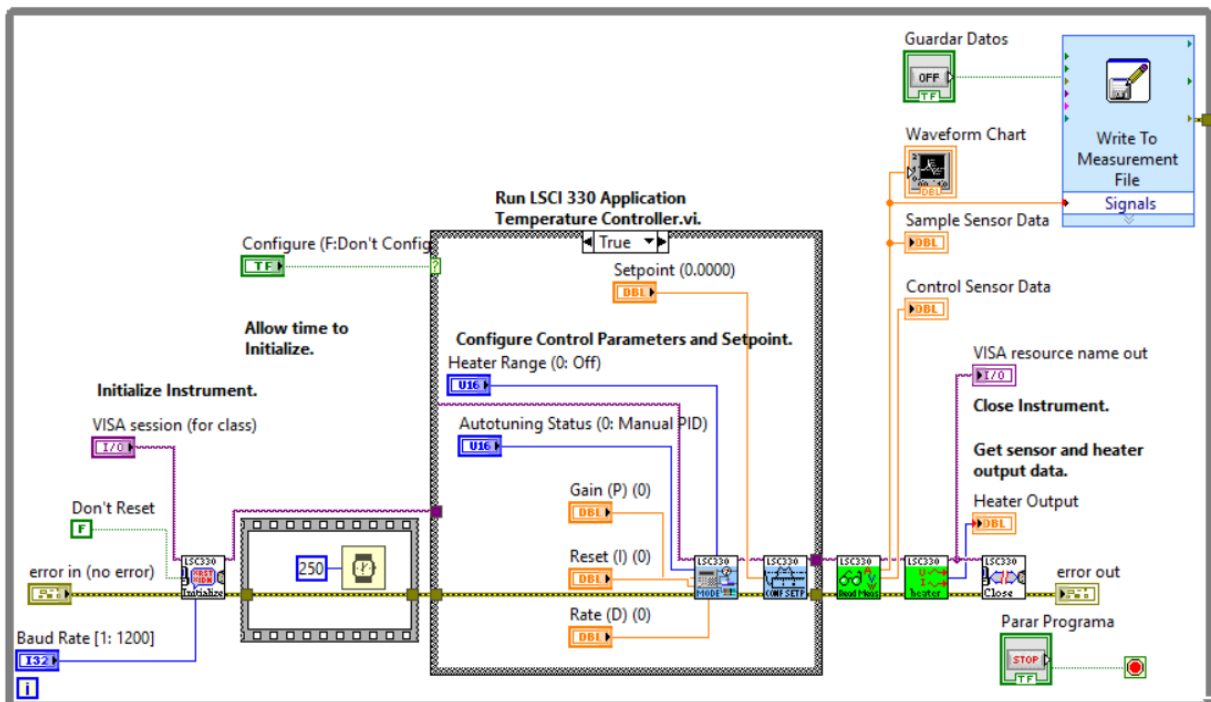 Guardar Datos
OFF
TF
Write To
Measurement
File
Signals
Waveform Chart
DBL
Run LSCI 330 Application
Temperature Controller.vi.
True
Sample Sensor Data
DBL
Configure (F:Don't Config
TF
?
Setpoint (0.0000)
DBL
Control Sensor Data
DBL
Allow time to
Initialize.
Configure Control Parameters and Setpoint.
Heater Range (0: Off)
U16
VISA resource name out
I/O
Initialize Instrument.
Close Instrument.
VISA session (for class)
I/O
Autotuning Status (0: Manual PID)
U16
Get sensor and heater
output data.
Gain (P) (0)
DBL
Heater Output
DBL
Don't Reset
F
250
Reset (I) (0)
DBL
LSC330
Initialize
LSC330
MODE
LSC330
CONF SETP
LSC330
Read Meas
LSC330
heater
LSC330
Close
error in (no error)
error out
Rate (D) (0)
DBL
Baud Rate [1: 1200]
I32
i
Parar Programa
STOP
TF